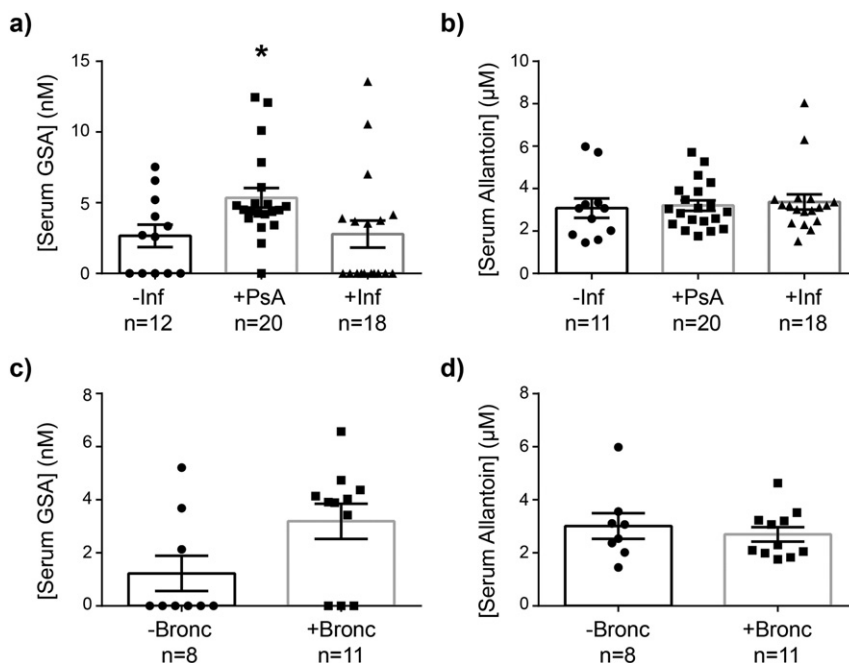 a)
[Serum GSA] (nM)
15
10
5
0
*
-Inf
n=12
+PsA
n=20
+Inf
n=18
b)
[Serum Allantoin] (µM)
10
8
6
4
2
0
-Inf
n=11
+PsA
n=20
+Inf
n=18
c)
[Serum GSA] (nM)
8
6
4
2
0
-Bronc
n=8
+Bronc
n=11
d)
[Serum Allantoin] (µM)
8
6
4
2
0
-Bronc
n=8
+Bronc
n=11